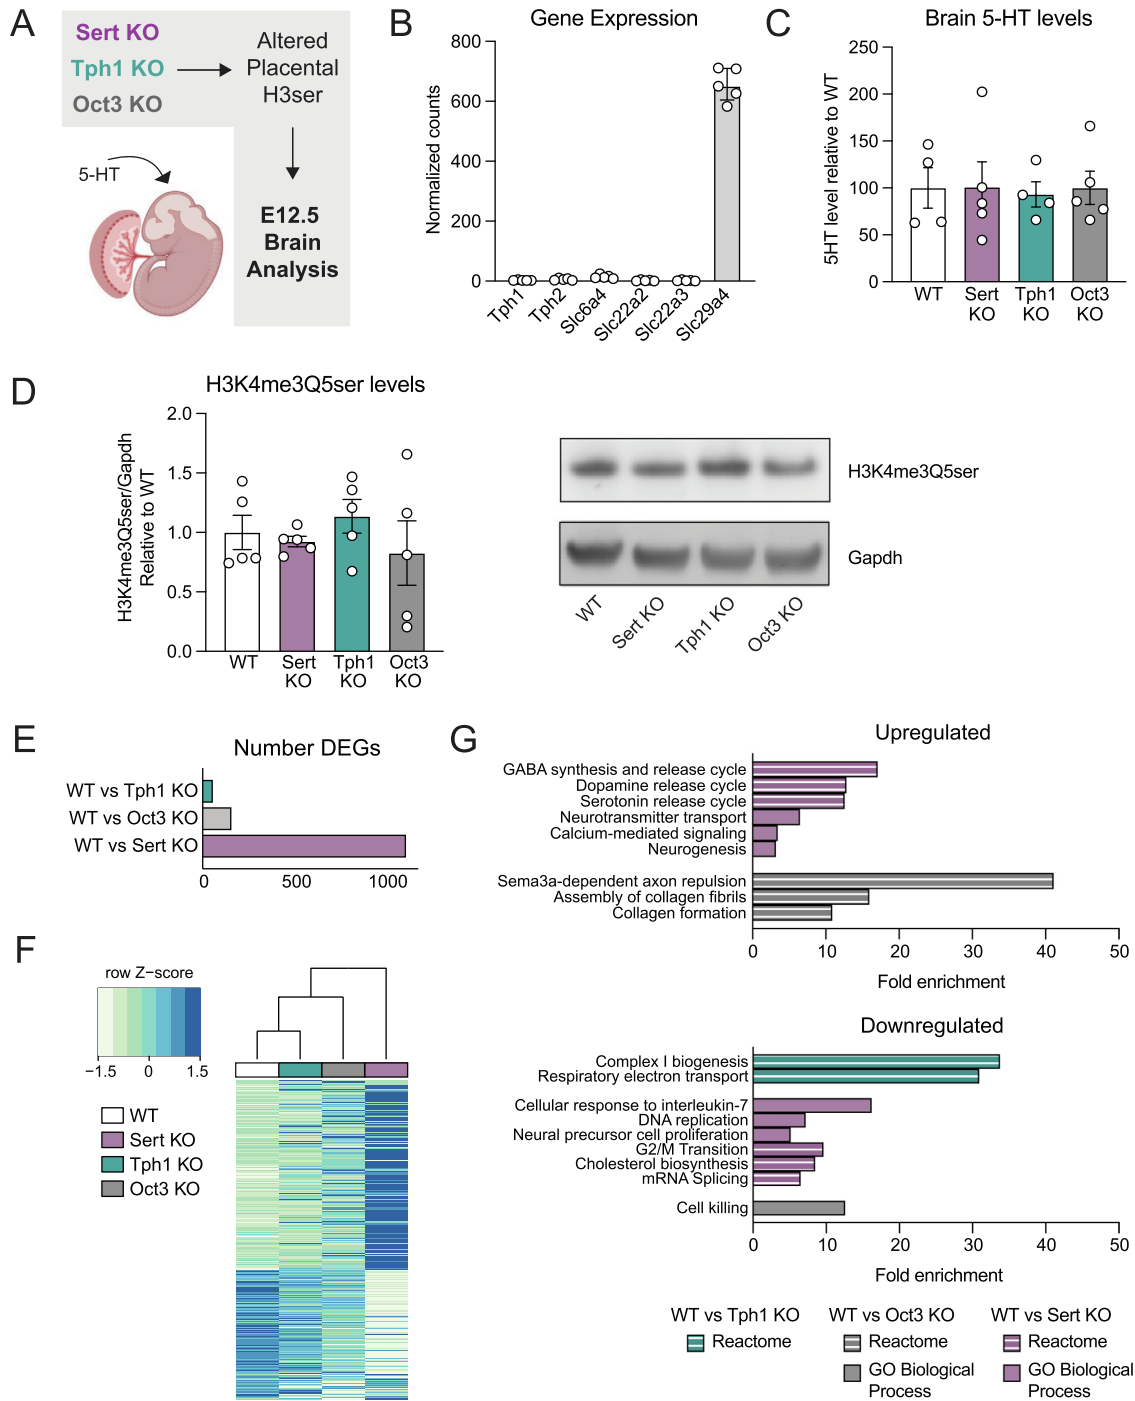 A
Sert KO
Tph1 KO
Oct3 KO
Altered
Placental
H3ser
5-HT
E12.5
Brain
Analysis
B
Gene Expression
Normalized counts
800
600
400
200
0
Tph1
Tph2
Slc6a4
Slc22a2
Slc22a3
Slc29a4
C
Brain 5-HT levels
5HT level relative to WT
250
200
150
100
50
0
WT
Sert
KO
Tph1
KO
Oct3
KO
D
H3K4me3Q5ser levels
H3K4me3Q5ser/Gapdh
Relative to WT
2.0
1.5
1.0
0.5
0.0
WT
Sert
KO
Tph1
KO
Oct3
KO
H3K4me3Q5ser
Gapdh
WT
Sert KO
Tph1 KO
Oct3 KO
E
Number DEGs
WT vs Tph1 KO
WT vs Oct3 KO
WT vs Sert KO
0
500
1000
F
row Z−score
−1.5
0
1.5
WT
Sert KO
Tph1 KO
Oct3 KO
G
Upregulated
GABA synthesis and release cycle
Dopamine release cycle
Serotonin release cycle
Neurotransmitter transport
Calcium-mediated signaling
Neurogenesis
Sema3a-dependent axon repulsion
Assembly of collagen fibrils
Collagen formation
0
10
20
30
40
50
Fold enrichment
Downregulated
Complex I biogenesis
Respiratory electron transport
Cellular response to interleukin-7
DNA replication
Neural precursor cell proliferation
G2/M Transition
Cholesterol biosynthesis
mRNA Splicing
Cell killing
0
10
20
30
40
50
Fold enrichment
WT vs Tph1 KO
Reactome
WT vs Oct3 KO
Reactome
GO Biological
Process
WT vs Sert KO
Reactome
GO Biological
Process